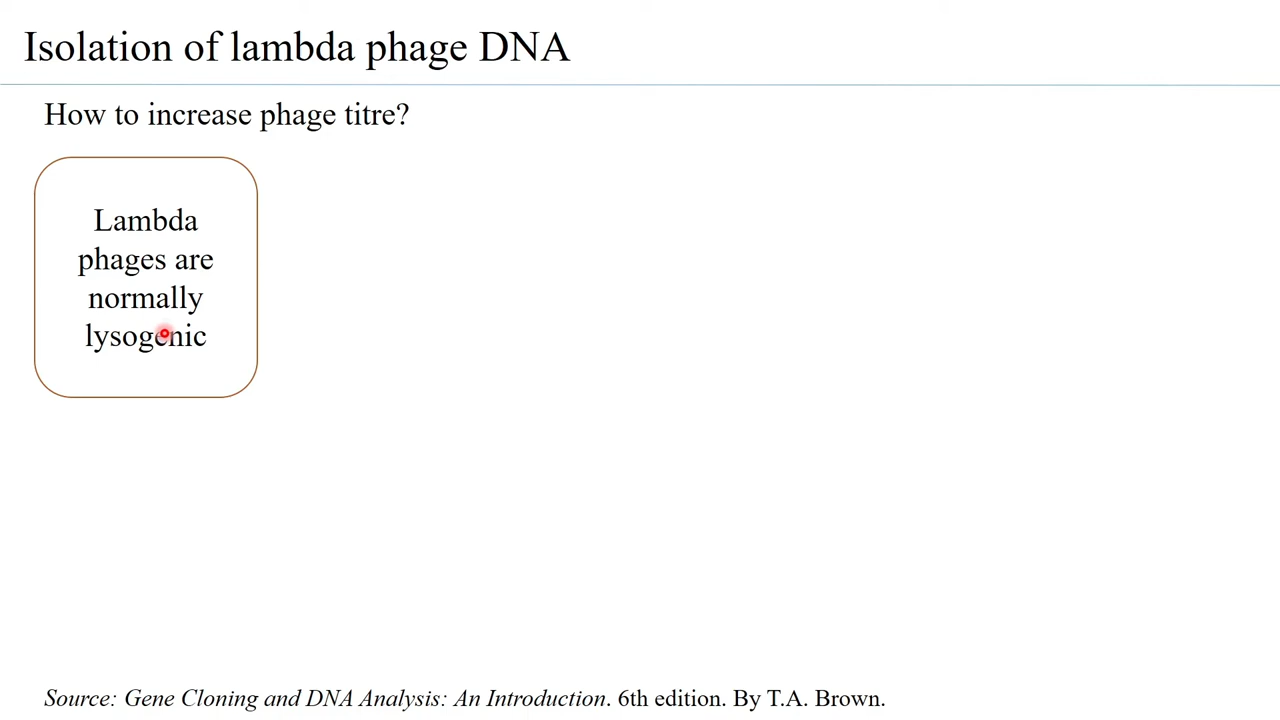 Isolation of lambda phage DNA
How to increase phage titre?
Lambda
phages are
normally
lysogenic
Source: Gene Cloning and DNA Analysis: An Introduction. 6th edition. By T.A. Brown.